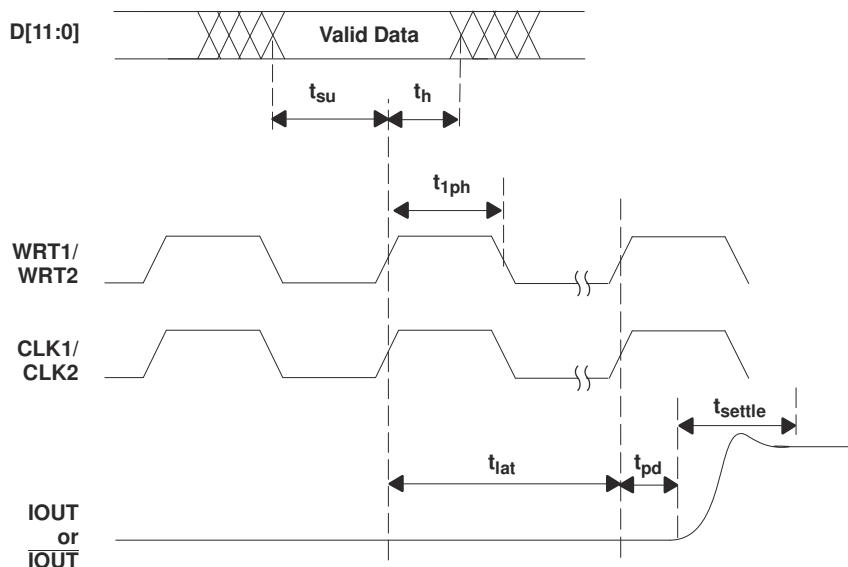 D[11:0]
Valid Data
tsu
th
t1ph
WRT1/
WRT2
CLK1/
CLK2
tsettle
tlat
tpd
IOUT
or
IOUT